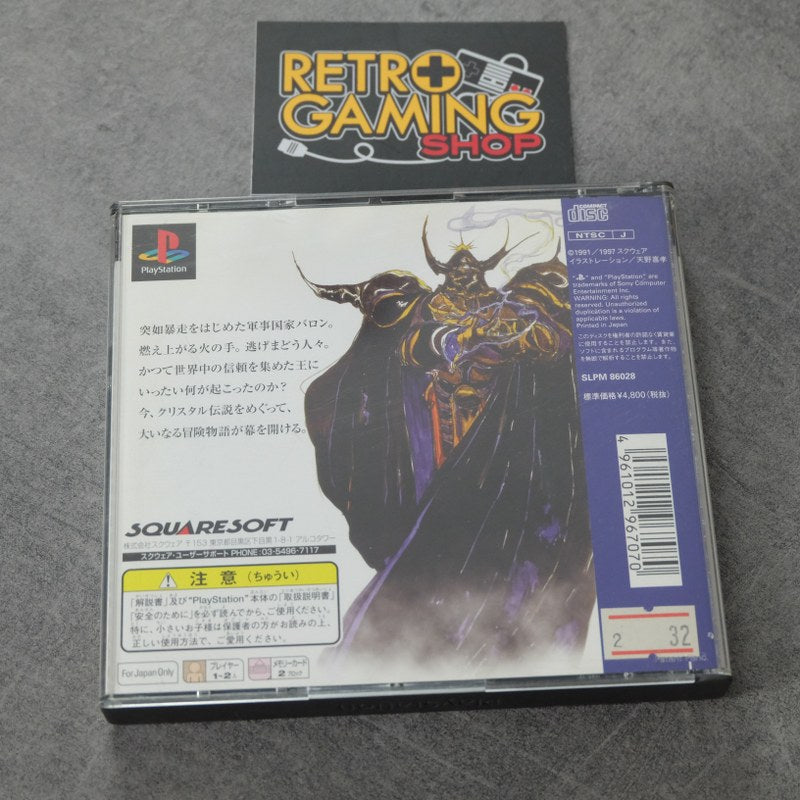 RETRO
GAMING
SHOP
PlayStation
突如暴走をはじめた軍事国家バロン。
燃え上がる火の手。逃げまどう人々。
かつて世界中の信頼を集めた王に
いったい何が起こったのか?
今、クリスタル伝説をめぐって、
大いなる冒険物語が幕を開ける。
SQUARESOFT
株式会社スクウェア 〒153 東京都目黒区下目黒1-8-1 アルコタワー
スクウェア・ユーザーサポート PHONE:03-5496-7117
注意(ちゅうい)
「解説書」及び"PlayStation"本体の「取扱説明書」
「安全のために」を必ず読んでから、ご使用ください。
特に、小さいお子様は保護者の方がお読みの上、
正しい使用方法で、ご愛用ください。
For Japan Only
プレイヤー
1~2人
メモリーカード
2ブロック
COMPACT
disc
NTSC J
©1991/1997 スクウェア
イラストレーション/天野喜孝
" " and "PlayStation" are
trademarks of Sony Computer
Entertainment Inc.
WARNING: All rights
reserved. Unauthorized
duplication is a violation of
applicable laws.
Printed in Japan
このディスクを権利者の許諾なく賃貸業
に使用することを禁止します。また、
ソフトに含まれるプログラム等著作物
を無断で解析することも禁止します。
SLPM 86028
標準価格¥4,800(税抜)
4961012967070
2 32